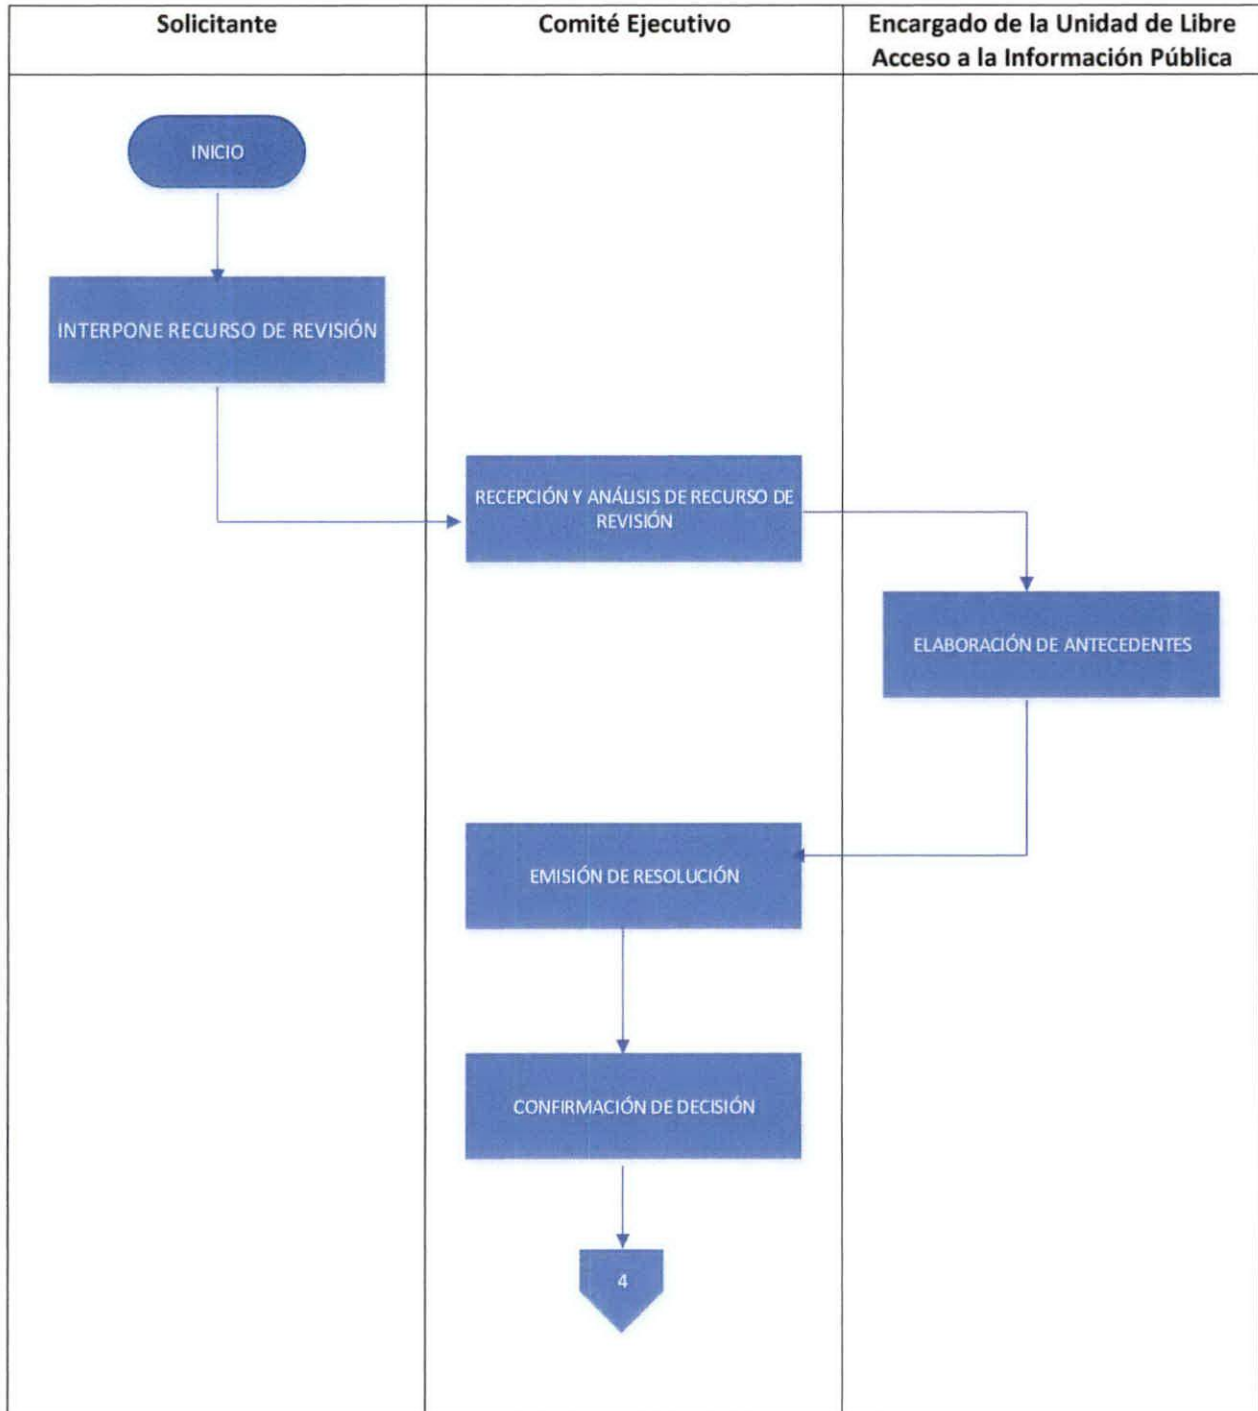 Solicitante
Comité Ejecutivo
Encargado de la Unidad de Libre
Acceso a la Información Pública
INICIO
INTERPONE RECURSO DE REVISIÓN
RECEPCIÓN Y ANÁLISIS DE RECURSO DE
REVISIÓN
ELABORACIÓN DE ANTECEDENTES
EMISIÓN DE RESOLUCIÓN
CONFIRMACIÓN DE DECISIÓN
4